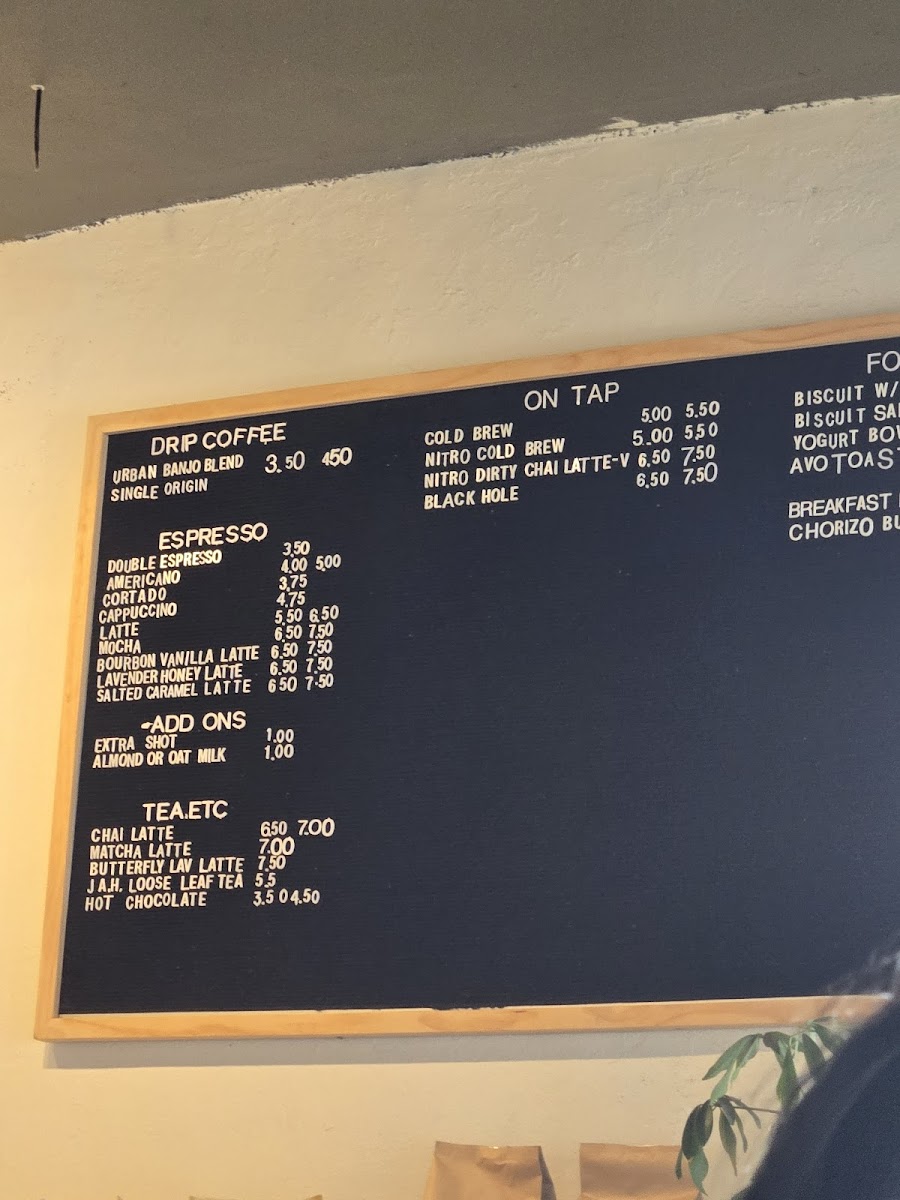 DRIP COFFEE
URBAN BANJO BLEND 3.50 450
SINGLE ORIGIN
ESPRESSO
DOUBLE ESPRESSO 3.50
AMERICANO 4.00 5.00
CORTADO 3.75
CAPPUCCINO 4.75
LATTE 5.50 6.50
MOCHA 6.50 7.50
BOURBON VANILLA LATTE 6.50 7.50
LAVENDER HONEY LATTE 6.50 7.50
SALTED CARAMEL LATTE 6 50 7.50
-ADD ONS
EXTRA SHOT 1.00
ALMOND OR OAT MILK 1.00
TEA.ETC
CHAI LATTE 6.50 7.00
MATCHA LATTE 7.00
BUTTERFLY LAV LATTE 7.50
J.A.H. LOOSE LEAF TEA 5.5
HOT CHOCOLATE 3.5 0 4.50
ON TAP
COLD BREW 5.00 5.50
NITRO COLD BREW 5.00 5.50
NITRO DIRTY CHAI LATTE-V 6.50 7.50
BLACK HOLE 6.50 7.50
FO
BISCUIT W/
BISCUIT SA
YOGURT BO
AVO TOAS
BREAKFAST
CHORIZO BU